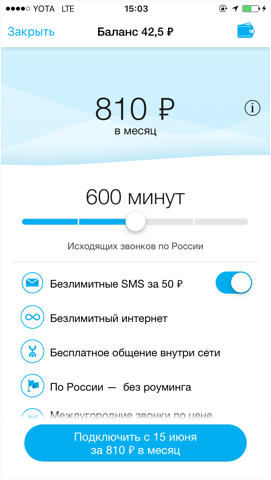 YOTA LTE 15:03
Закрыть Баланс 42,5 ₽
810 ₽
в месяц
600 минут
Исходящих звонков по России
Безлимитные SMS за 50 ₽
Безлимитный интернет
Бесплатное общение внутри сети
По России — без роуминга
Междугородние звонки по цене
Подключить с 15 июня
за 810 ₽ в месяц